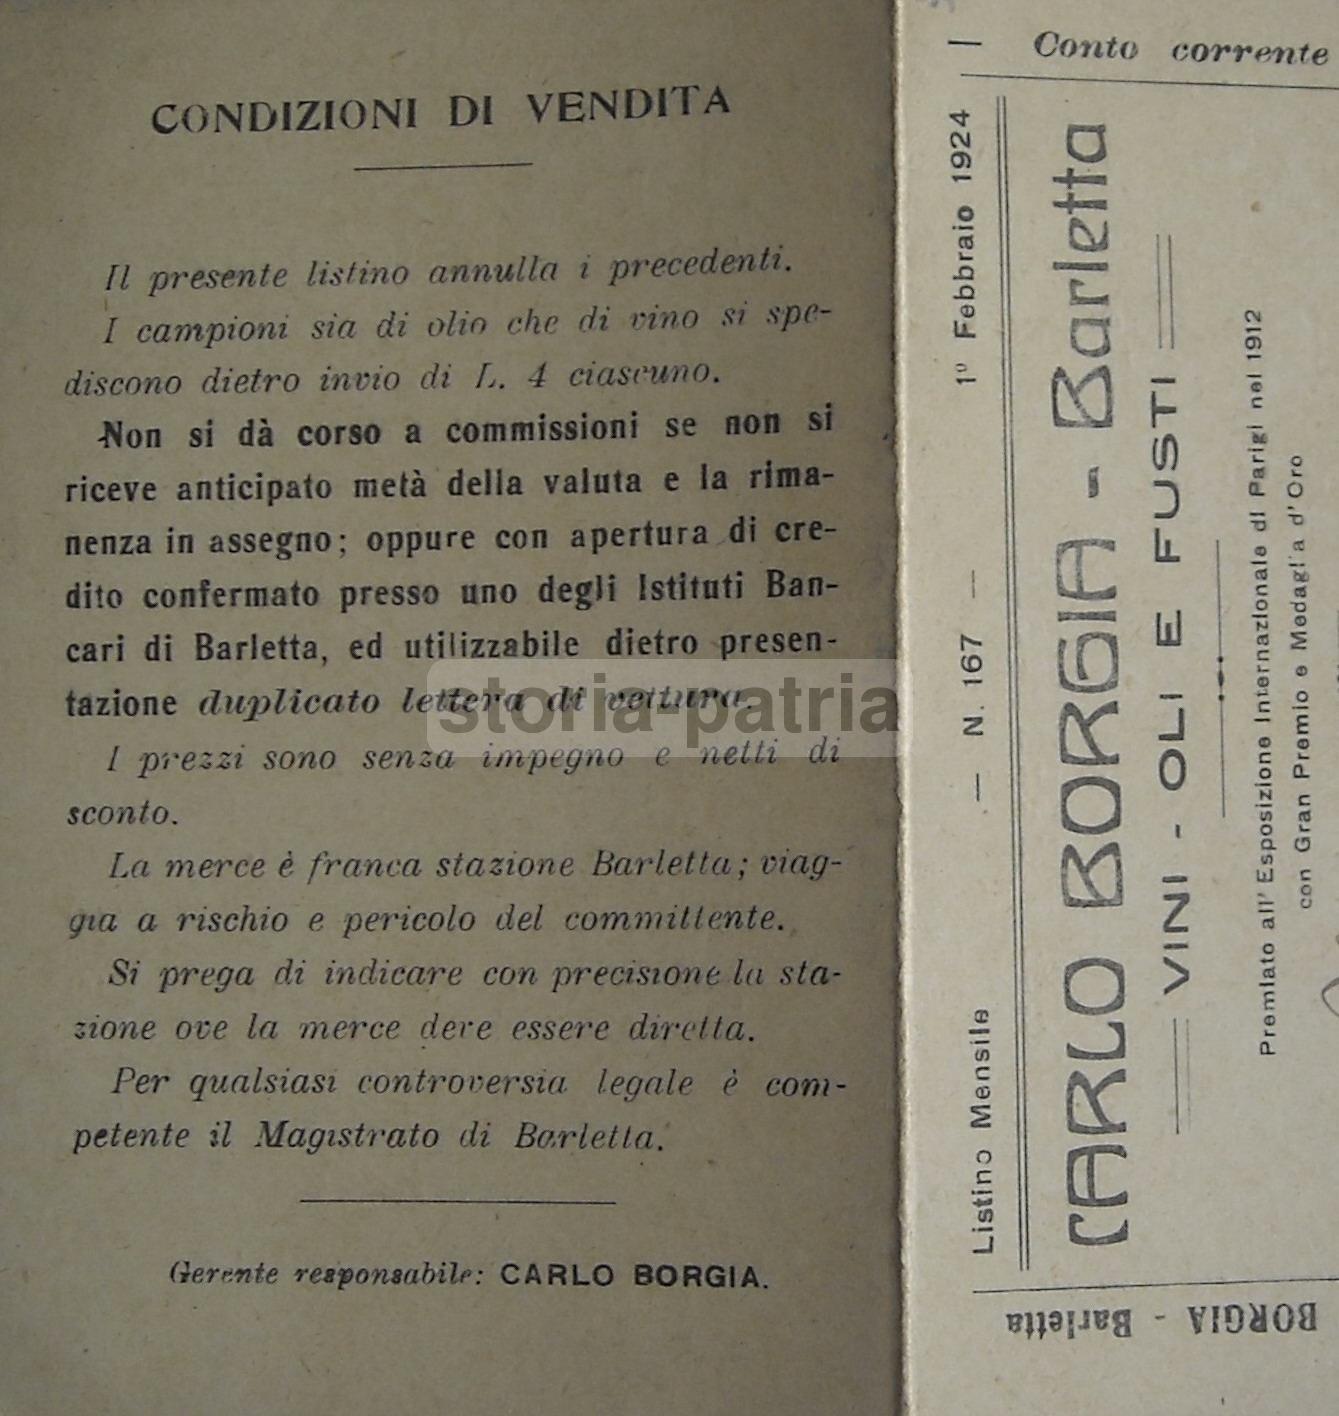 CONDIZIONI DI VENDITA
Il presente listino annulla i precedenti.
I campioni sia di olio che di vino si spe-
discono dietro invio di L. 4 ciascuno.
Non si dà corso a commissioni se non si
riceve anticipato metà della valuta e la rima-
nenza in assegno; oppure con apertura di cre-
dito confermato presso uno degli Istituti Ban-
cari di Barletta, ed utilizzabile dietro presen-
tazione duplicato lettera di vettura.
storia-patria
I prezzi sono senza impegno e netti di
sconto.
La merce è franca stazione Barletta; viag-
gia a rischio e pericolo del committente.
Si prega di indicare con precisione la sta-
zione ove la merce deve essere diretta.
Per qualsiasi controversia legale è com-
petente il Magistrato di Barletta.
Gerente responsabile: CARLO BORGIA.
Conto corrente
Listino Mensile — N. 167 — 1º Febbraio 1924
CARLO BORGIA - Barletta
VINI - OLI E FUSTI
Premiato all'Esposizione Internazionale di Parigi nel 1912
con Gran Premio e Medaglia d'Oro
BORGIA - Barletta